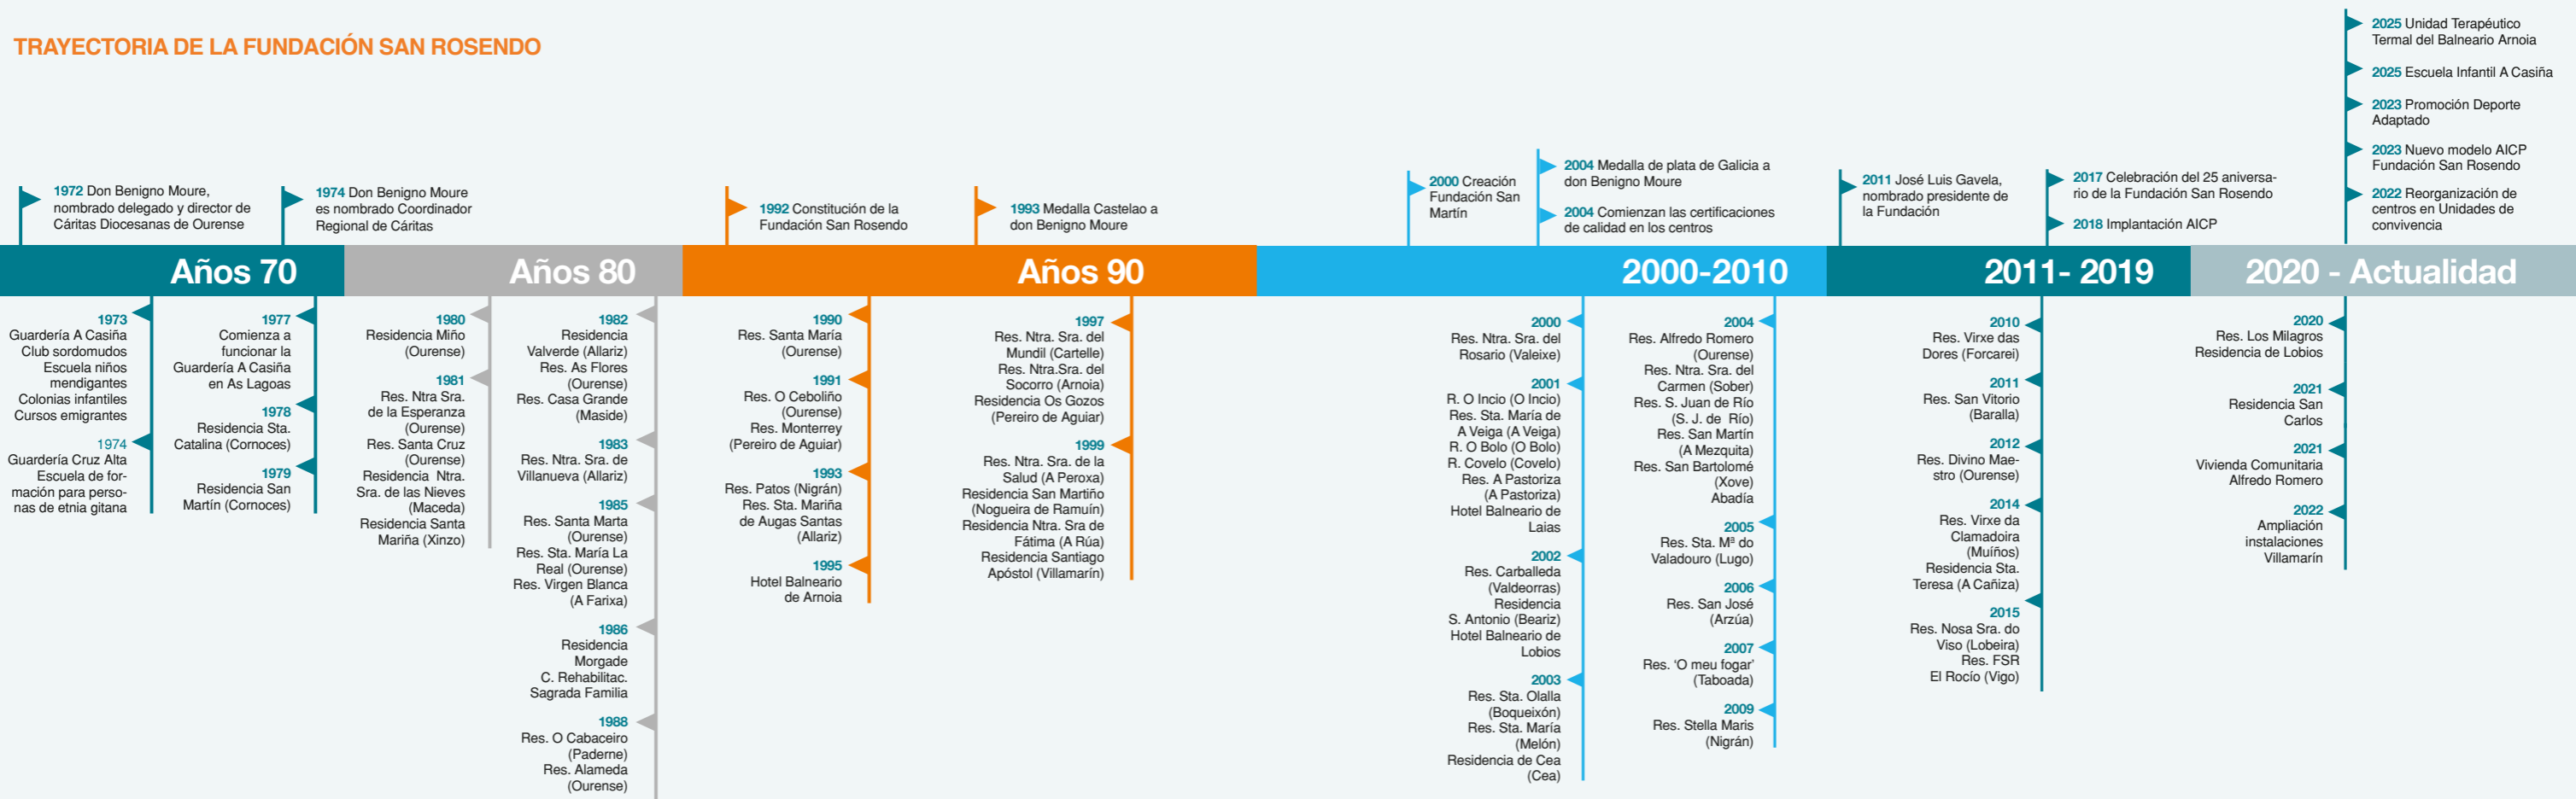 TRAYECTORIA DE LA FUNDACIÓN SAN ROSENDO
1972 Don Benigno Moure,
nombrado delegado y director de
Cáritas Diocesanas de Ourense
1974 Don Benigno Moure
es nombrado Coordinador
Regional de Cáritas
1992 Constitución de la
Fundación San Rosendo
1993 Medalla Castelao a
don Benigno Moure
2000 Creación
Fundación San
Martín
2004 Medalla de plata de Galicia a
don Benigno Moure
2004 Comienzan las certificaciones
de calidad en los centros
2011 José Luis Gavela,
nombrado presidente de
la Fundación
2017 Celebración del 25 aniversa-
rio de la Fundación San Rosendo
2018 Implantación AICP
2025 Unidad Terapéutico
Termal del Balneario Arnoia
2025 Escuela Infantil A Casiña
2023 Promoción Deporte
Adaptado
2023 Nuevo modelo AICP
Fundación San Rosendo
2022 Reorganización de
centros en Unidades de
convivencia
Años 70
Años 80
Años 90
2000-2010
2011- 2019
2020 - Actualidad
1973
Guardería A Casiña
Club sordomudos
Escuela niños
mendigantes
Colonias infantiles
Cursos emigrantes
1974
Guardería Cruz Alta
Escuela de for-
mación para perso-
nas de etnia gitana
1977
Comienza a
funcionar la
Guardería A Casiña
en As Lagoas
1978
Residencia Sta.
Catalina (Cornoces)
1979
Residencia San
Martín (Cornoces)
1980
Residencia Miño
(Ourense)
1981
Res. Ntra Sra.
de la Esperanza
(Ourense)
Res. Santa Cruz
(Ourense)
Residencia Ntra.
Sra. de las Nieves
(Maceda)
Residencia Santa
Mariña (Xinzo)
1982
Residencia
Valverde (Allariz)
Res. As Flores
(Ourense)
Res. Casa Grande
(Maside)
1983
Res. Ntra. Sra. de
Villanueva (Allariz)
1985
Res. Santa Marta
(Ourense)
Res. Sta. María La
Real (Ourense)
Res. Virgen Blanca
(A Farixa)
1986
Residencia
Morgade
C. Rehabilitac.
Sagrada Familia
1988
Res. O Cabaceiro
(Paderne)
Res. Alameda
(Ourense)
1990
Res. Santa María
(Ourense)
1991
Res. O Ceboliño
(Ourense)
Res. Monterrey
(Pereiro de Aguiar)
1993
Res. Patos (Nigrán)
Res. Sta. Mariña
de Augas Santas
(Allariz)
1995
Hotel Balneario
de Arnoia
1997
Res. Ntra. Sra. del
Mundil (Cartelle)
Res. Ntra.Sra. del
Socorro (Arnoia)
Residencia Os Gozos
(Pereiro de Aguiar)
1999
Res. Ntra. Sra. de la
Salud (A Peroxa)
Residencia San Martiño
(Nogueira de Ramuín)
Residencia Ntra. Sra de
Fátima (A Rúa)
Residencia Santiago
Apóstol (Villamarín)
2000
Res. Ntra. Sra. del
Rosario (Valeixe)
2001
R. O Incio (O Incio)
Res. Sta. María de
A Veiga (A Veiga)
R. O Bolo (O Bolo)
R. Covelo (Covelo)
Res. A Pastoriza
(A Pastoriza)
Hotel Balneario de
Laias
2002
Res. Carballeda
(Valdeorras)
Residencia
S. Antonio (Beariz)
Hotel Balneario de
Lobios
2003
Res. Sta. Olalla
(Boqueixón)
Res. Sta. María
(Melón)
Residencia de Cea
(Cea)
2004
Res. Alfredo Romero
(Ourense)
Res. Ntra. Sra. del
Carmen (Sober)
Res. S. Juan de Río
(S. J. de Río)
Res. San Martín
(A Mezquita)
Res. San Bartolomé
(Xove)
Abadía
2005
Res. Sta. Mª do
Valadouro (Lugo)
2006
Res. San José
(Arzúa)
2007
Res. ‘O meu fogar’
(Taboada)
2009
Res. Stella Maris
(Nigrán)
2010
Res. Virxe das
Dores (Forcarei)
2011
Res. San Vitorio
(Baralla)
2012
Res. Divino Mae-
stro (Ourense)
2014
Res. Virxe da
Clamadoira
(Muíños)
Residencia Sta.
Teresa (A Cañiza)
2015
Res. Nosa Sra. do
Viso (Lobeira)
Res. FSR
El Rocío (Vigo)
2020
Res. Los Milagros
Residencia de Lobios
2021
Residencia San
Carlos
2021
Vivienda Comunitaria
Alfredo Romero
2022
Ampliación
instalaciones
Villamarín